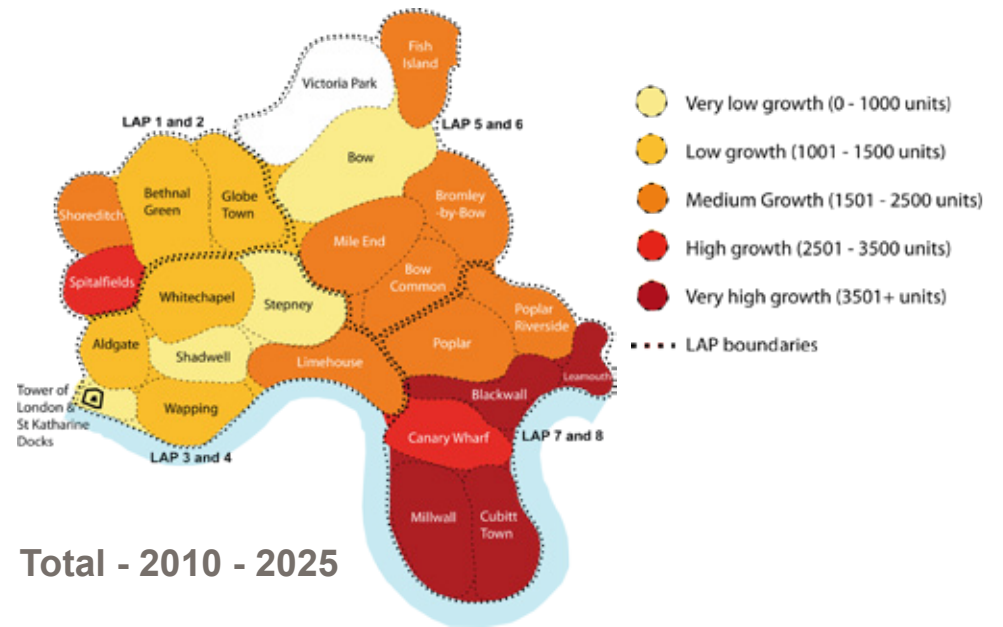 Fish
Island
Victoria Park
LAP 1 and 2
LAP 5 and 6
Bow
Bethnal
Green
Globe
Town
Bromley
-by-Bow
Shoreditch
Mile End
Spitalfields
Bow
Common
Whitechapel
Stepney
Poplar
Riverside
Aldgate
Shadwell
Limehouse
Poplar
Leamouth
Tower of
London &
St Katharine
Docks
Wapping
Blackwall
Canary Wharf
LAP 7 and 8
LAP 3 and 4
Millwall
Cubitt
Town
Total - 2010 - 2025
Very low growth (0 - 1000 units)
Low growth (1001 - 1500 units)
Medium Growth (1501 - 2500 units)
High growth (2501 - 3500 units)
Very high growth (3501+ units)
LAP boundaries